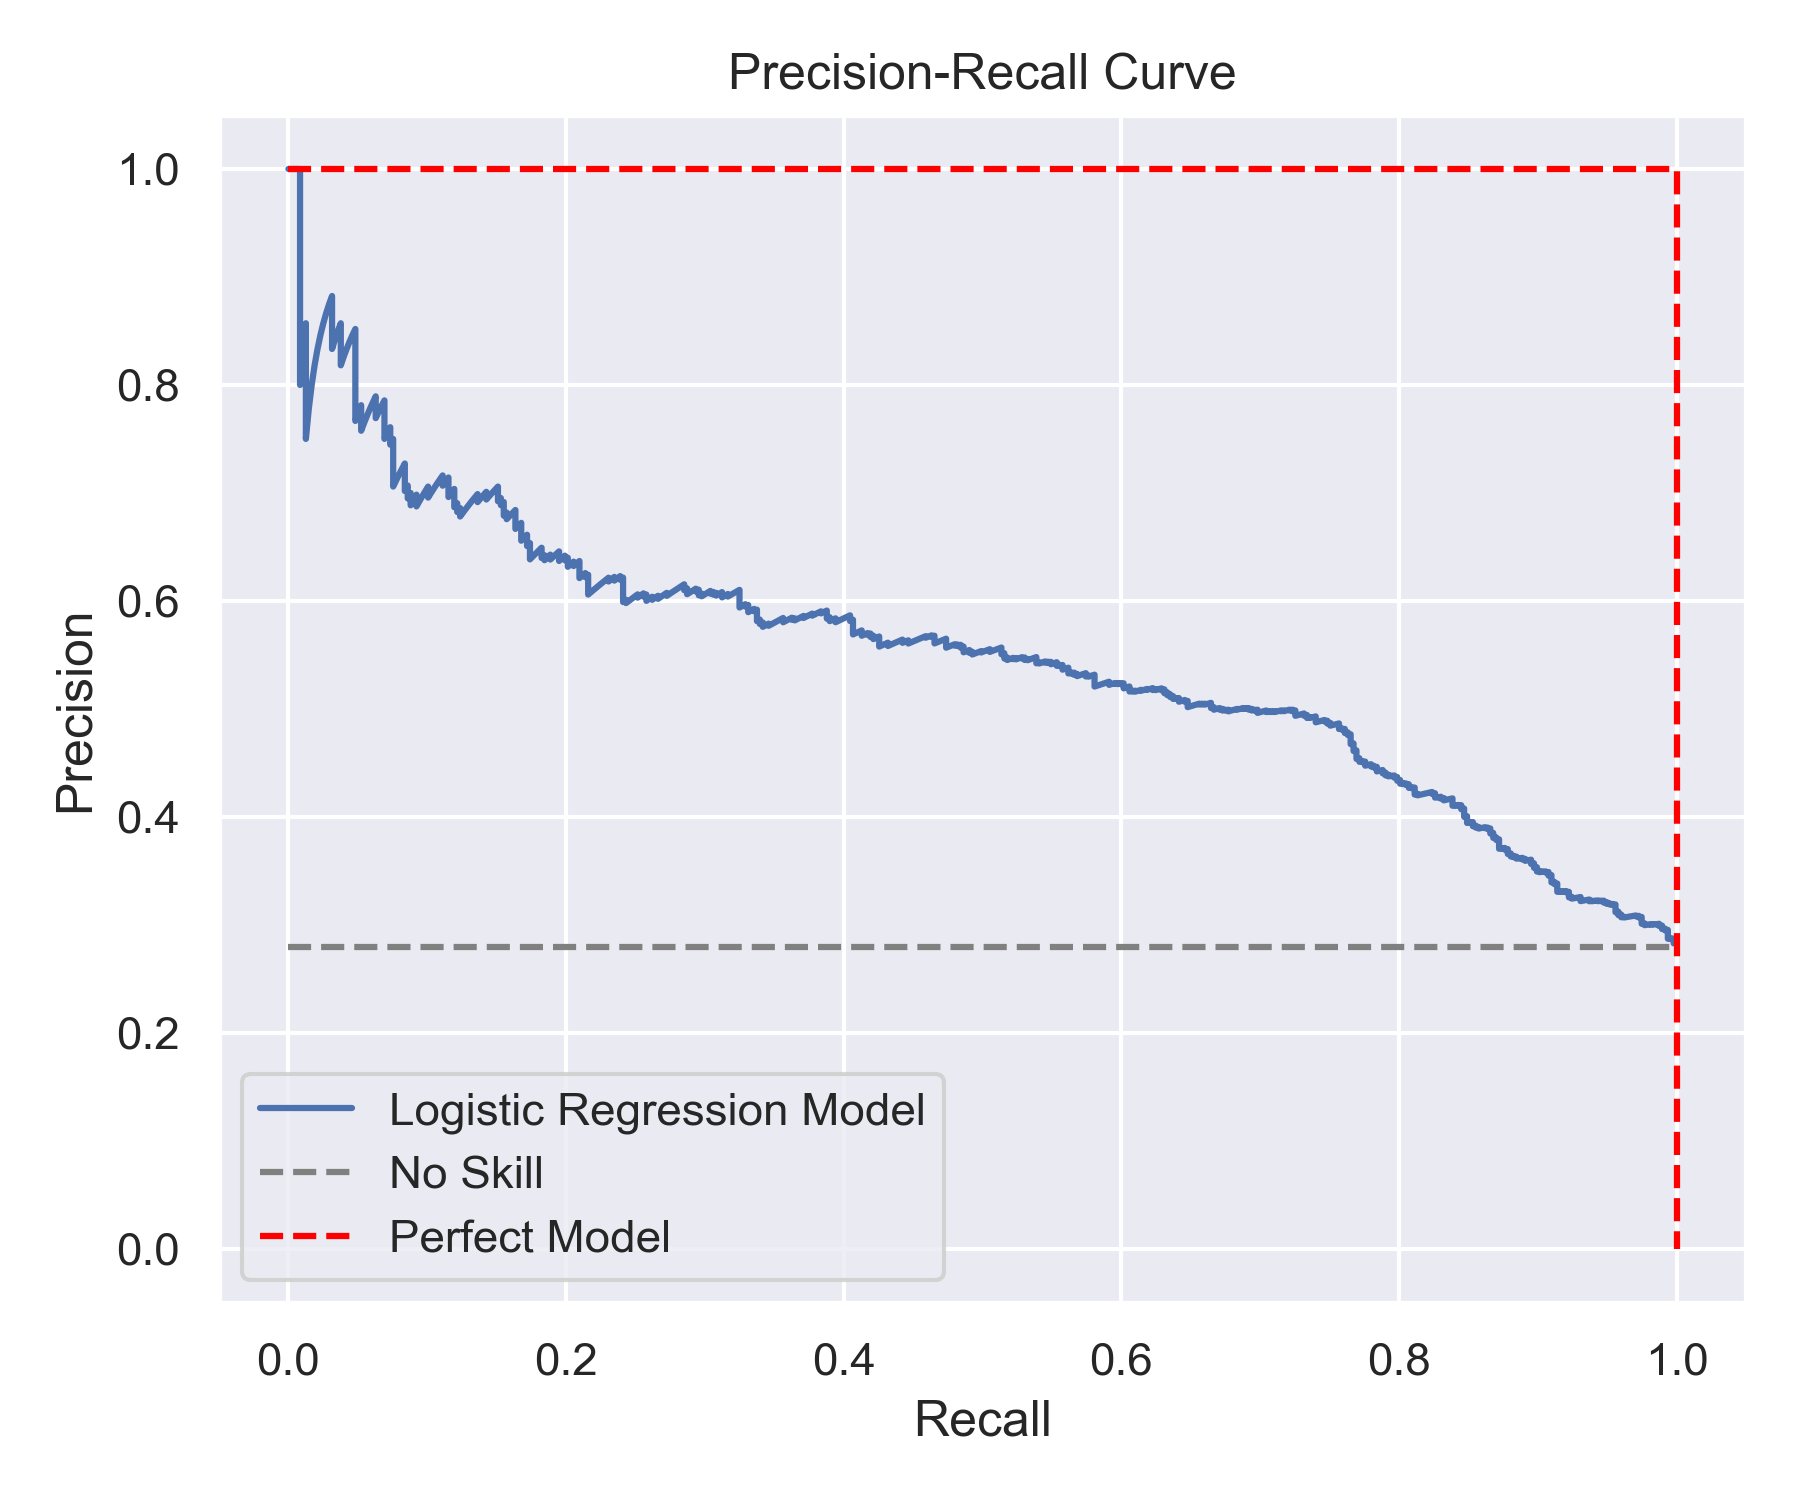 Precision-Recall Curve
1.0
0.8
0.6
0.4
0.2
0.0
Precision
Logistic Regression Model
No Skill
Perfect Model
0.0 0.2 0.4 0.6 0.8 1.0
Recall